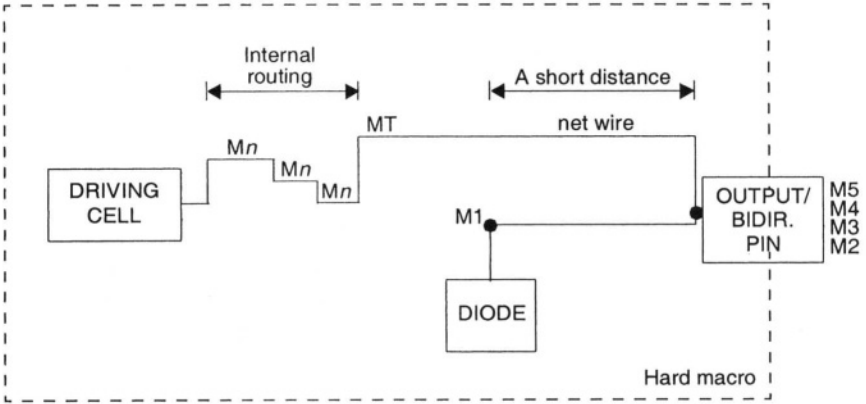 Internal
routing
A short distance
MT
net wire
Mn
Mn
Mn
DRIVING
CELL
M1
OUTPUT/
BIDIR.
PIN
M5
M4
M3
M2
DIODE
Hard macro